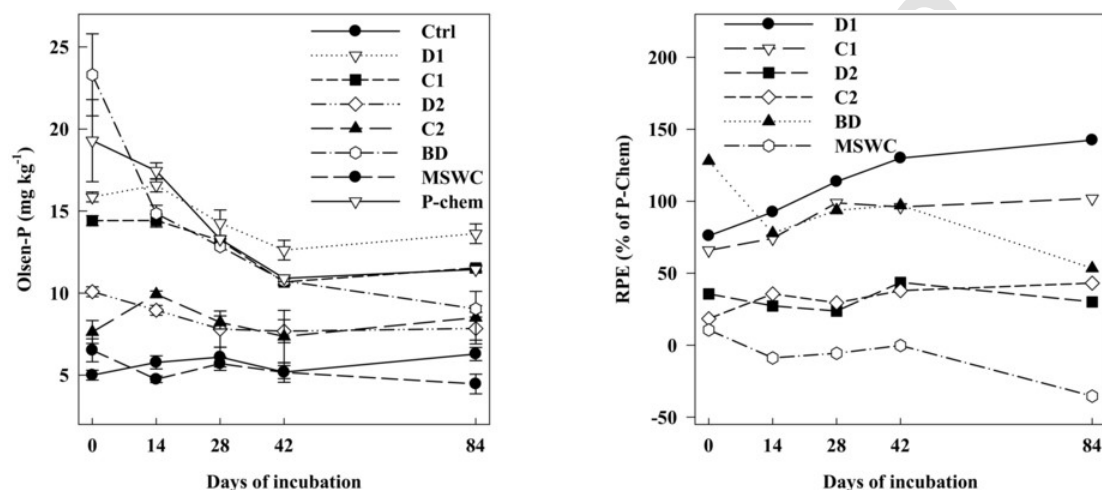 Ctrl
D1
C1
D2
C2
BD
MSWC
P-chem
25
20
15
10
5
Olsen-P (mg kg⁻¹)
0 14 28 42 84
Days of incubation
D1
C1
D2
C2
BD
MSWC
200
150
100
50
0
-50
RPE (% of P-Chem)
0 14 28 42 84
Days of incubation